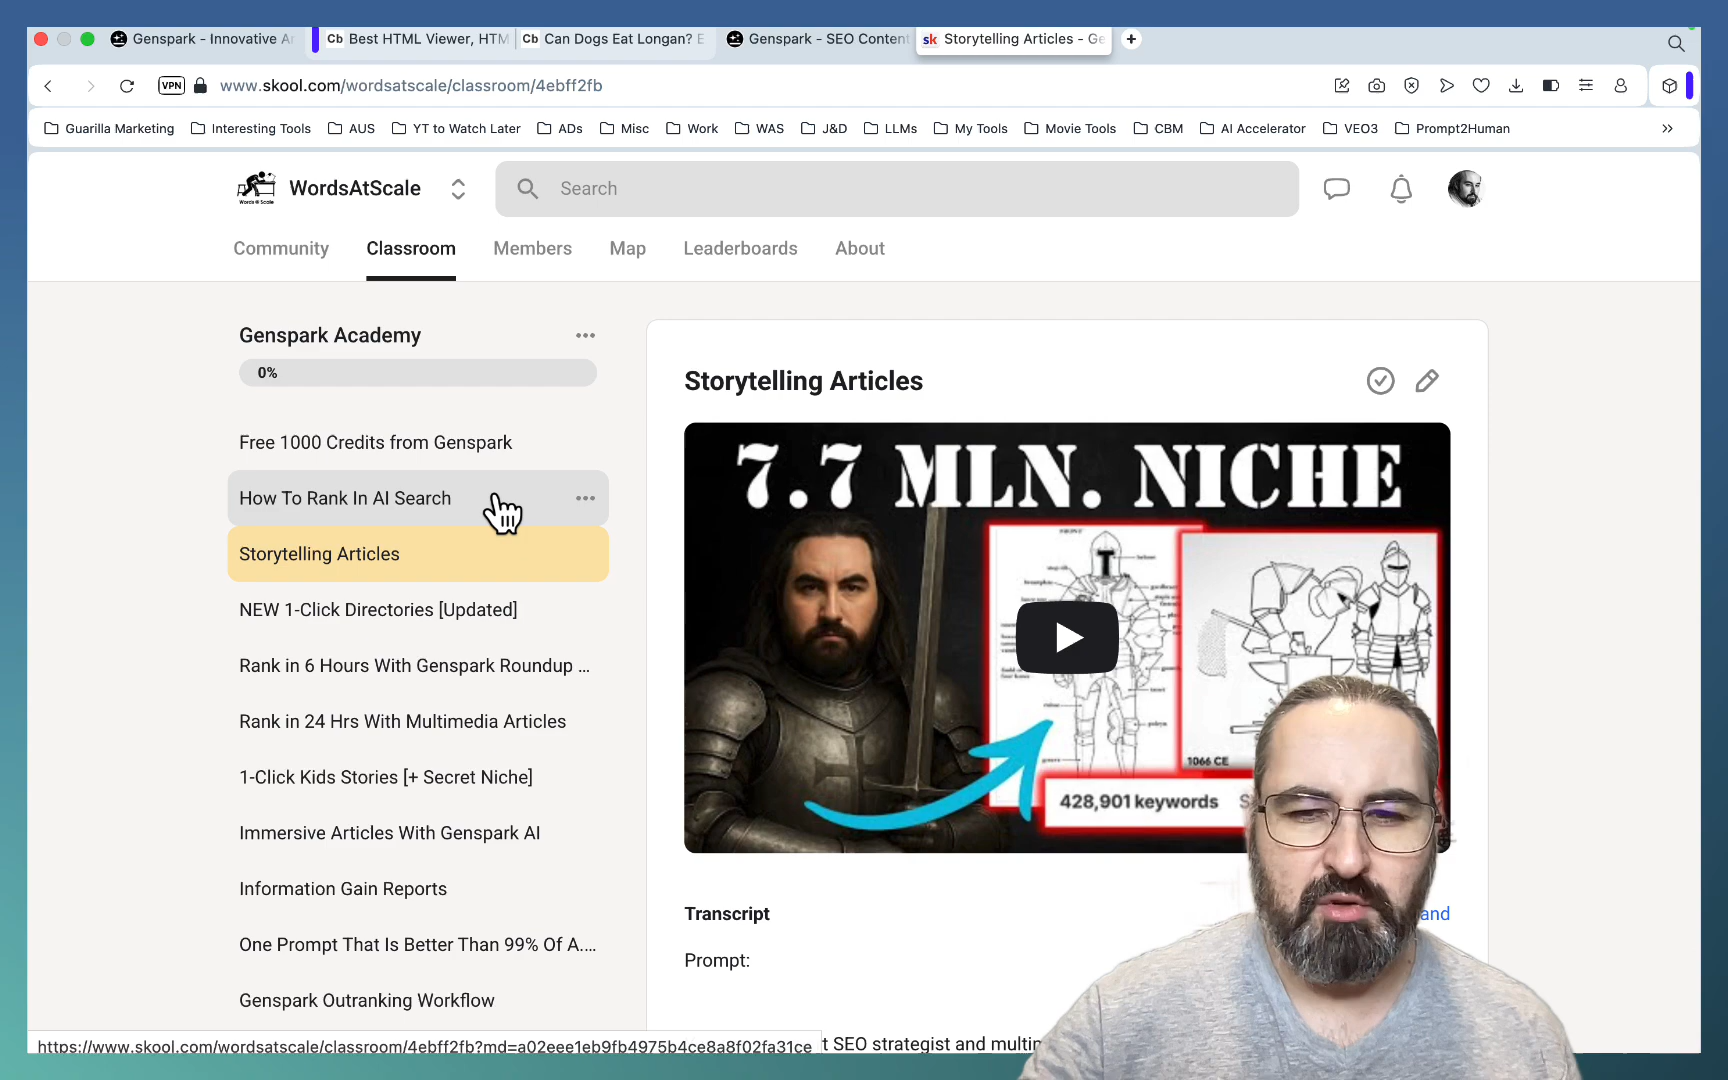 Genspark - Innovative A
Cb Best HTML Viewer, HTM
Cb Can Dogs Eat Longan? E
Genspark - SEO Content
sk Storytelling Articles - Ge
VPN
www.skool.com/wordsatscale/classroom/4ebff2fb
Guarilla Marketing
Interesting Tools
AUS
YT to Watch Later
ADs
Misc
Work
WAS
J&D
LLMs
My Tools
Movie Tools
CBM
AI Accelerator
VEO3
Prompt2Human
Words @ Scale
WordsAtScale
Search
Community
Classroom
Members
Map
Leaderboards
About
Genspark Academy
0%
Free 1000 Credits from Genspark
How To Rank In AI Search
Storytelling Articles
NEW 1-Click Directories [Updated]
Rank in 6 Hours With Genspark Roundup ...
Rank in 24 Hrs With Multimedia Articles
1-Click Kids Stories [+ Secret Niche]
Immersive Articles With Genspark AI
Information Gain Reports
One Prompt That Is Better Than 99% Of A....
Genspark Outranking Workflow
https://www.skool.com/wordsatscale/classroom/4ebff2fb?md=a02eee1eb9fb4975b4ce8a8f02fa31ce
Storytelling Articles
7.7 MLN. NICHE
1066 CE
428,901 keywords
Transcript
and
Prompt:
t SEO strategist and multin